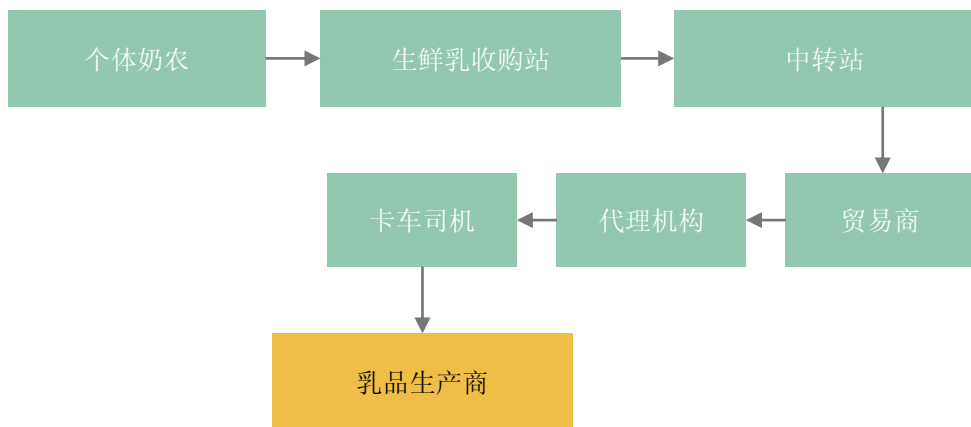 个体奶农
生鲜乳收购站
中转站
贸易商
代理机构
卡车司机
乳品生产商